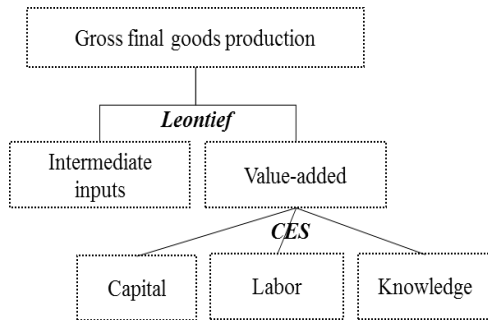 Gross final goods production
Leontief
Intermediate
inputs
Value-added
CES
Capital
Labor
Knowledge